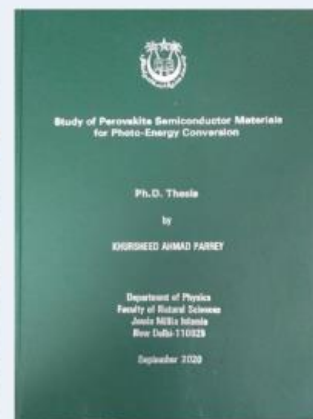 Study of Perovskite Semiconductor Materials
for Photo-Energy Conversion
Ph.D. Thesis
by
KHURSHEED AHMAD PARREY
Department of Physics
Faculty of Natural Sciences
Jamia Millia Islamia
New Delhi-110025
September 2020